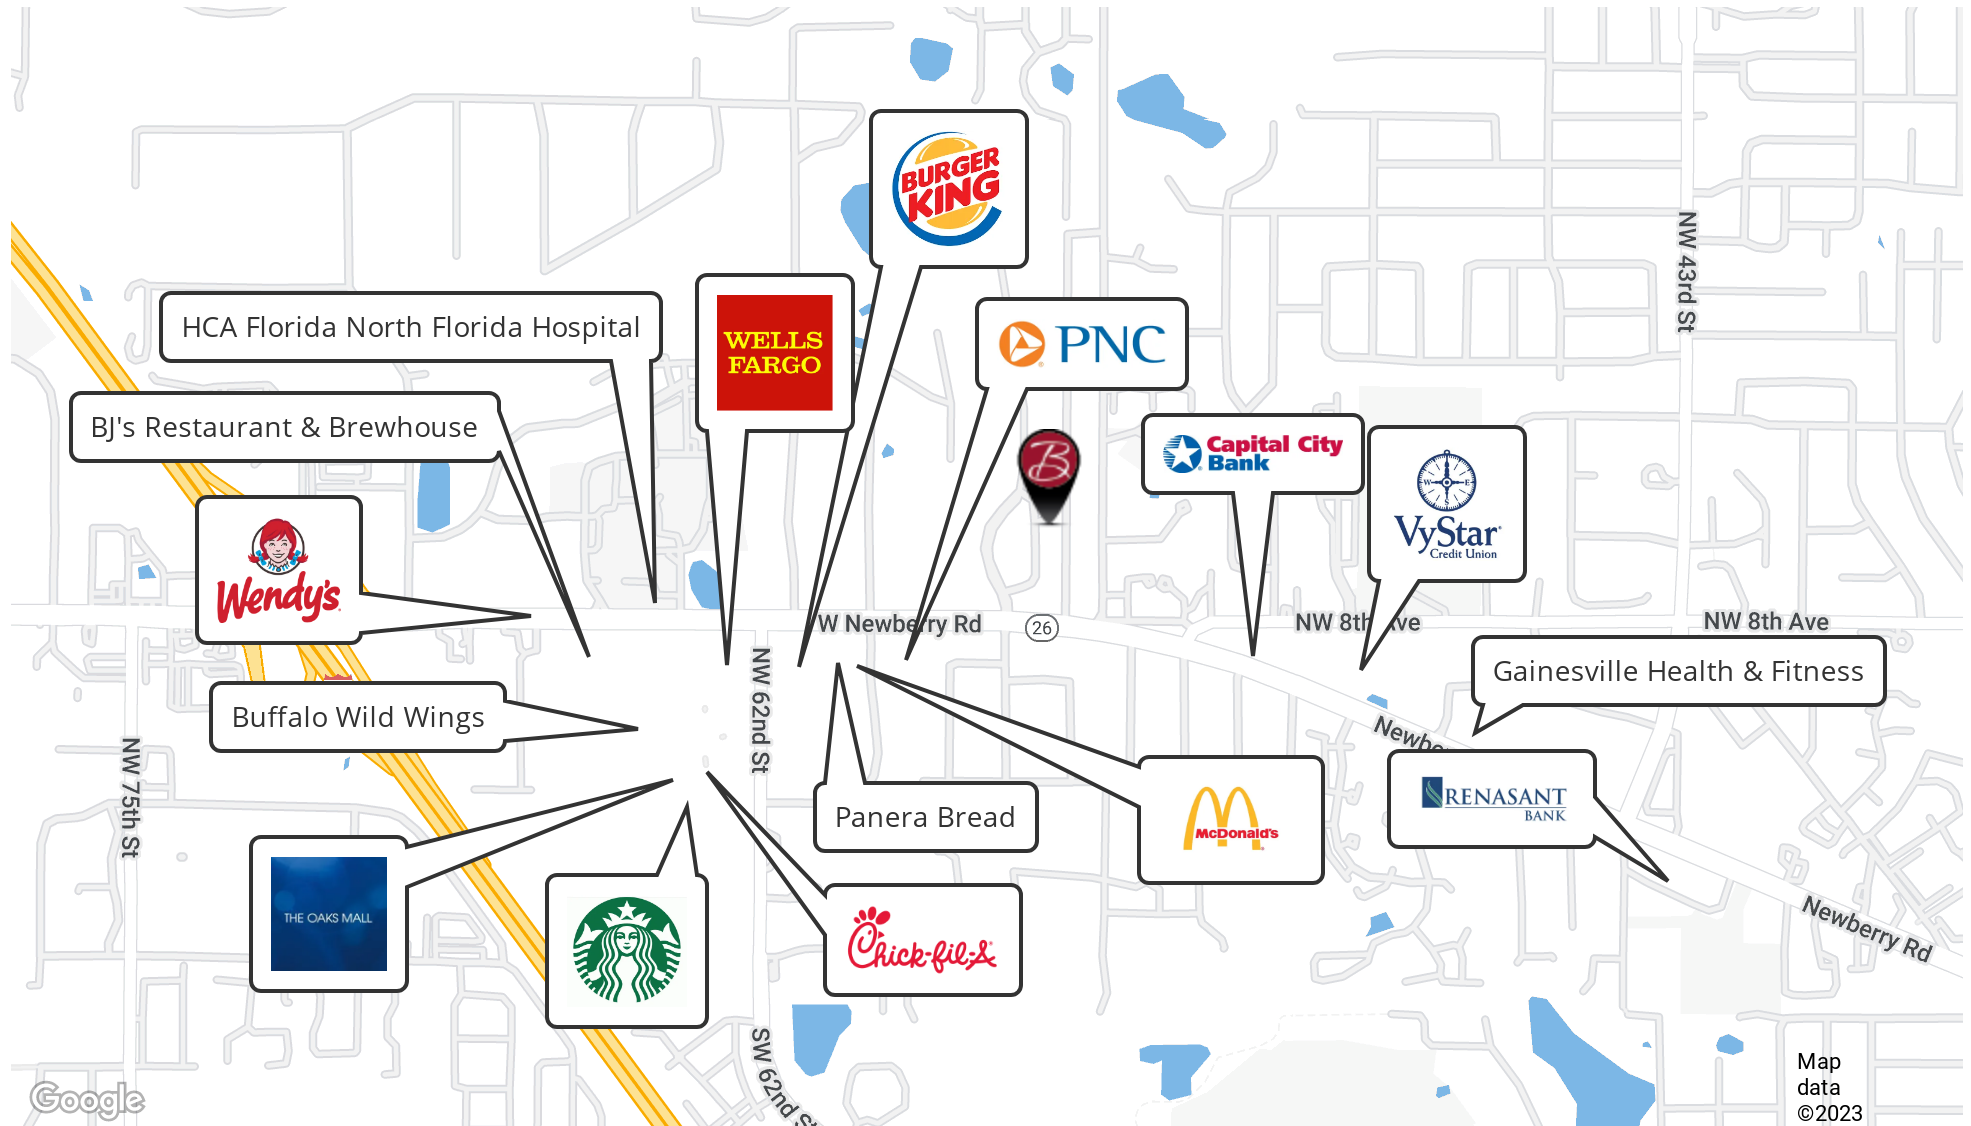 BURGER
KING
HCA Florida North Florida Hospital
WELLS
FARGO
PNC
NW 43rd St
BJ's Restaurant & Brewhouse
B
Capital City
Bank
W
N
E
S
VyStar
Credit Union
Wendy's
W Newberry Rd
26
NW 8th Ave
NW 8th Ave
Gainesville Health & Fitness
Buffalo Wild Wings
NW 62nd St
Newbe
NW 75th St
Panera Bread
McDonald's
RENASANT
BANK
THE OAKS MALL
Chick-fil-A
Newberry Rd
SW 62nd S
Google
Map
data
©2023